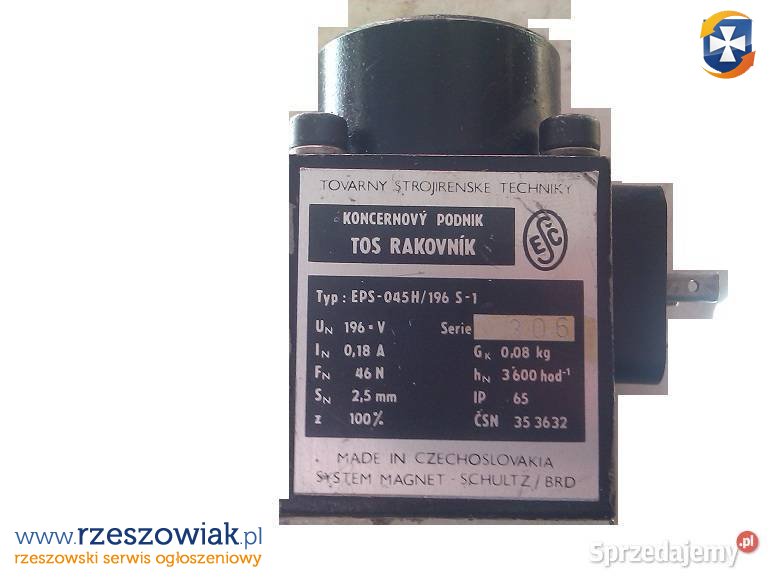 TOVARNY STROJIRENSKE TECHNIKY
KONCERNOVÝ PODNIK
TOS RAKOVNÍK
ESČ
Typ: EPS-045H/196 S-1
UN 196=V Serie 306
IN 0,18 A GK 0,08 kg
FN 46 N hN 3600 hod-1
SN 2,5 mm IP 65
z 100% ČSN 35 3632
MADE IN CZECHOSLOVAKIA
SYSTEM MAGNET - SCHULTZ/BRD
www.rzeszowiak.pl
rzeszowski serwis ogłoszeniowy
Sprzedajemy.pl